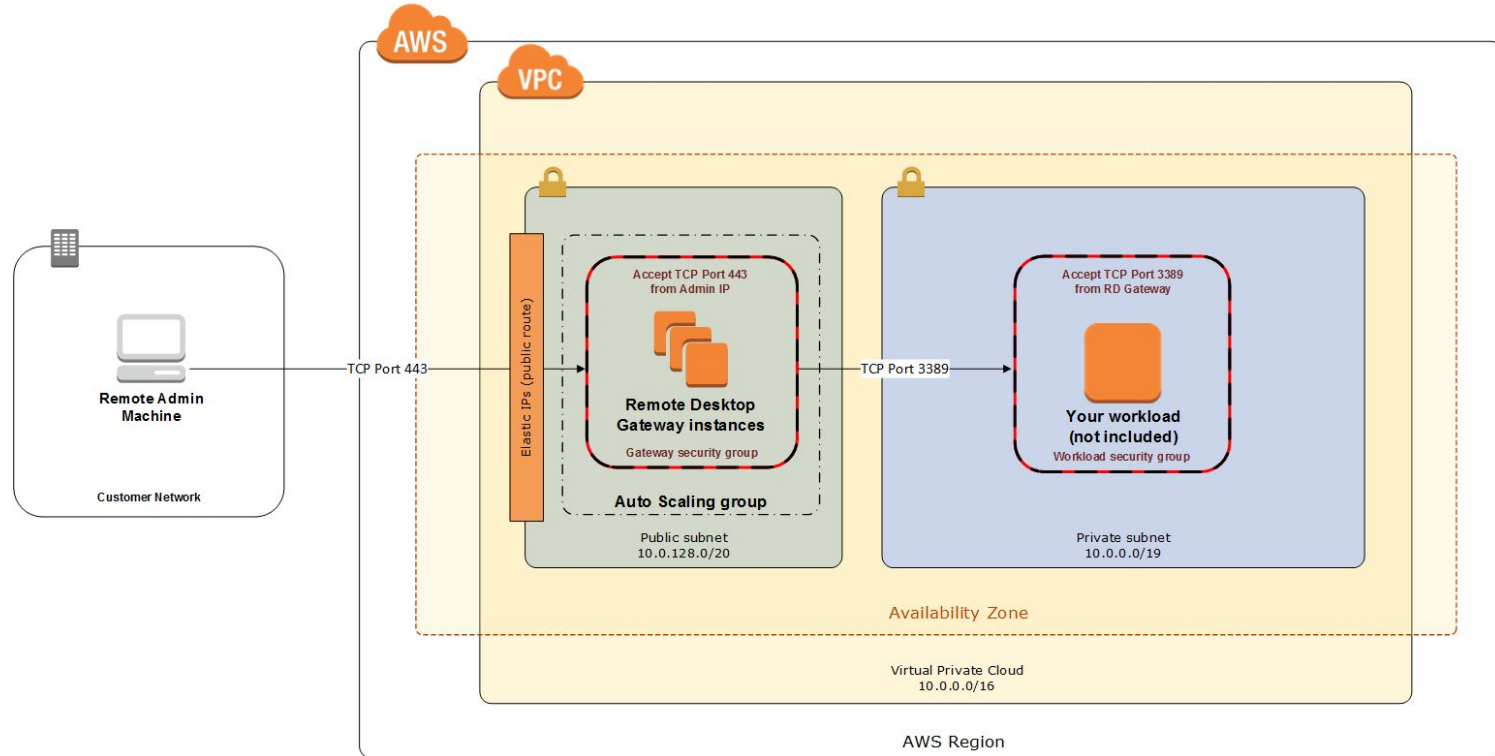 AWS
VPC
Remote Admin
Machine
Customer Network
TCP Port 443
Elastic IPs (public route)
Accept TCP Port 443
from Admin IP
Remote Desktop
Gateway instances
Gateway security group
Auto Scaling group
Public subnet
10.0.128.0/20
TCP Port 3389
Accept TCP Port 3389
from RD Gateway
Your workload
(not included)
Workload security group
Private subnet
10.0.0.0/19
Availability Zone
Virtual Private Cloud
10.0.0.0/16
AWS Region